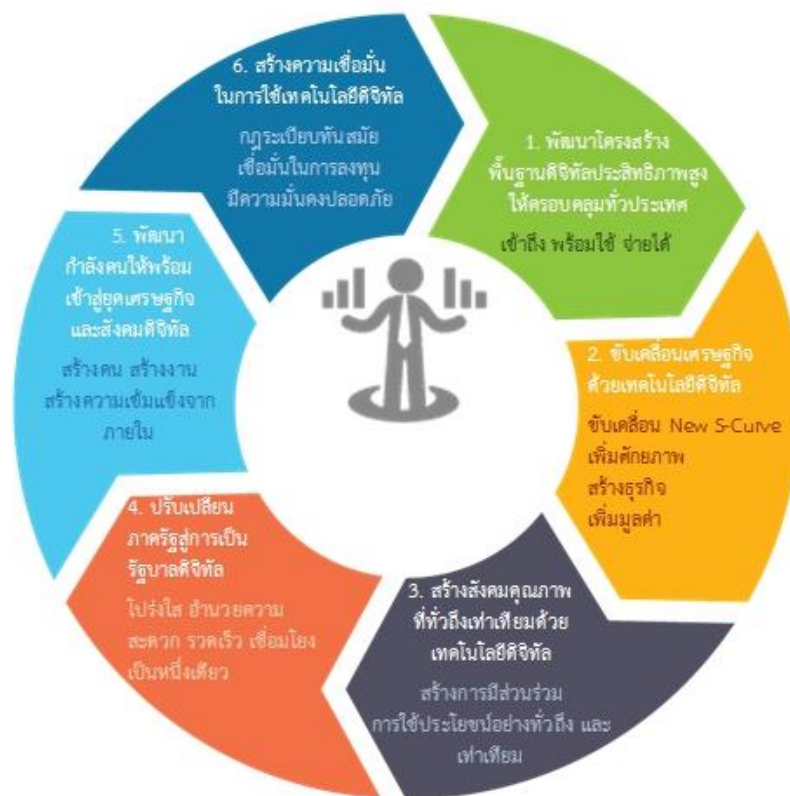 1. พัฒนาโครงสร้าง
พื้นฐานดิจิทัลประสิทธิภาพสูง
ให้ครอบคลุมทั่วประเทศ
เข้าถึง พร้อมใช้ จ่ายได้
2. ขับเคลื่อนเศรษฐกิจ
ด้วยเทคโนโลยีดิจิทัล
ขับเคลื่อน New S-Curve
เพิ่มศักยภาพ
สร้างธุรกิจ
เพิ่มมูลค่า
3. สร้างสังคมคุณภาพ
ที่ทั่วถึงเท่าเทียมด้วย
เทคโนโลยีดิจิทัล
สร้างการมีส่วนร่วม
การใช้ประโยชน์อย่างทั่วถึง และ
เท่าเทียม
4. ปรับเปลี่ยน
ภาครัฐสู่การเป็น
รัฐบาลดิจิทัล
โปร่งใส อำนวยความ
สะดวก รวดเร็ว เชื่อมโยง
เป็นหนึ่งเดียว
5. พัฒนา
กำลังคนให้พร้อม
เข้าสู่ยุคเศรษฐกิจ
และสังคมดิจิทัล
สร้างคน สร้างงาน
สร้างความเข้มแข็งจาก
ภายใน
6. สร้างความเชื่อมั่น
ในการใช้เทคโนโลยีดิจิทัล
กฎระเบียบทันสมัย
เชื่อมั่นในการลงทุน
มีความมั่นคงปลอดภัย